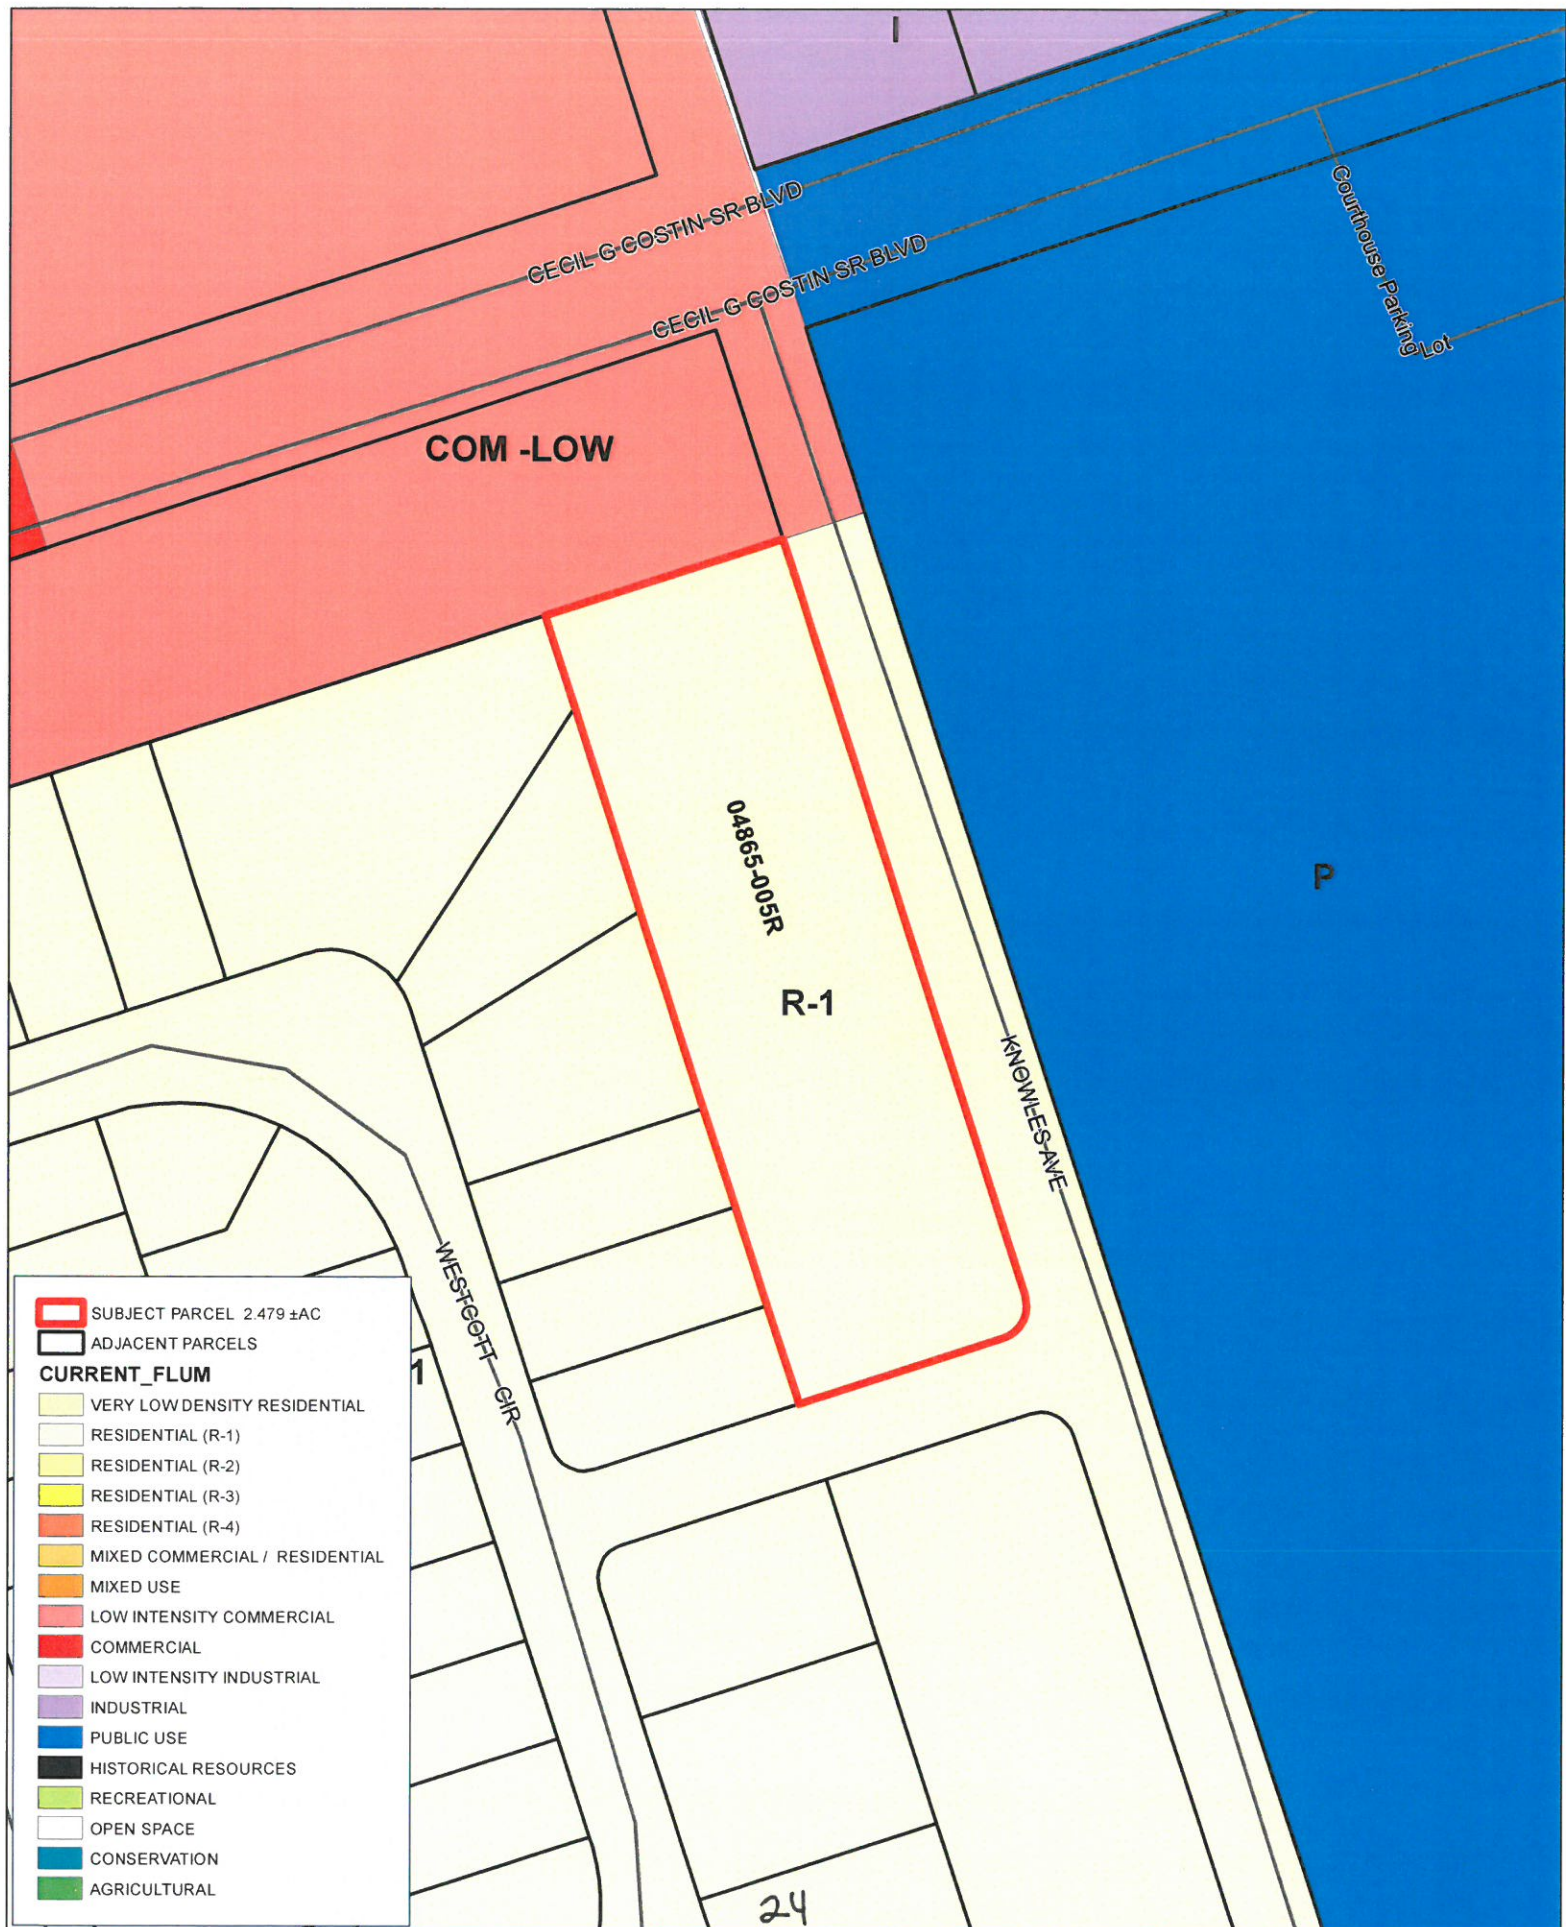 I
CECIL G COSTIN SR BLVD
CECIL G COSTIN SR BLVD
Courthouse Parking Lot
COM -LOW
04865-005R
P
R-1
KNOWLES AVE
WESTCOTT CIR
1
SUBJECT PARCEL 2.479 ±AC
ADJACENT PARCELS
CURRENT_FLUM
VERY LOW DENSITY RESIDENTIAL
RESIDENTIAL (R-1)
RESIDENTIAL (R-2)
RESIDENTIAL (R-3)
RESIDENTIAL (R-4)
MIXED COMMERCIAL / RESIDENTIAL
MIXED USE
LOW INTENSITY COMMERCIAL
COMMERCIAL
LOW INTENSITY INDUSTRIAL
INDUSTRIAL
PUBLIC USE
HISTORICAL RESOURCES
RECREATIONAL
OPEN SPACE
CONSERVATION
AGRICULTURAL
24